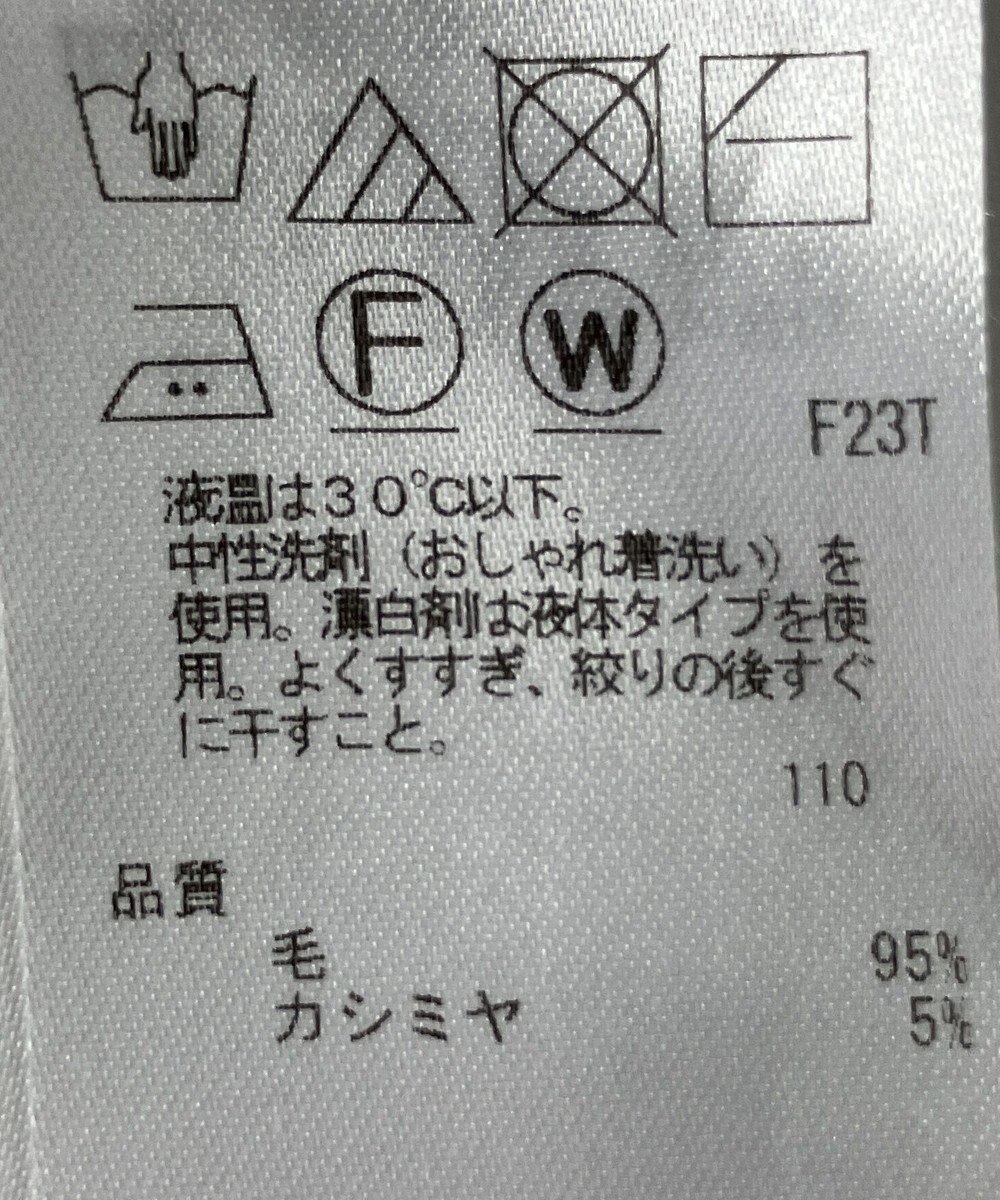 F W
F23T
液温は30℃以下。
中性洗剤(おしゃれ着洗い)を
使用。漂白剤は液体タイプを使
用。よくすすぎ、絞りの後すぐ
に干すこと。
110
品質
毛 95%
カシミヤ 5%